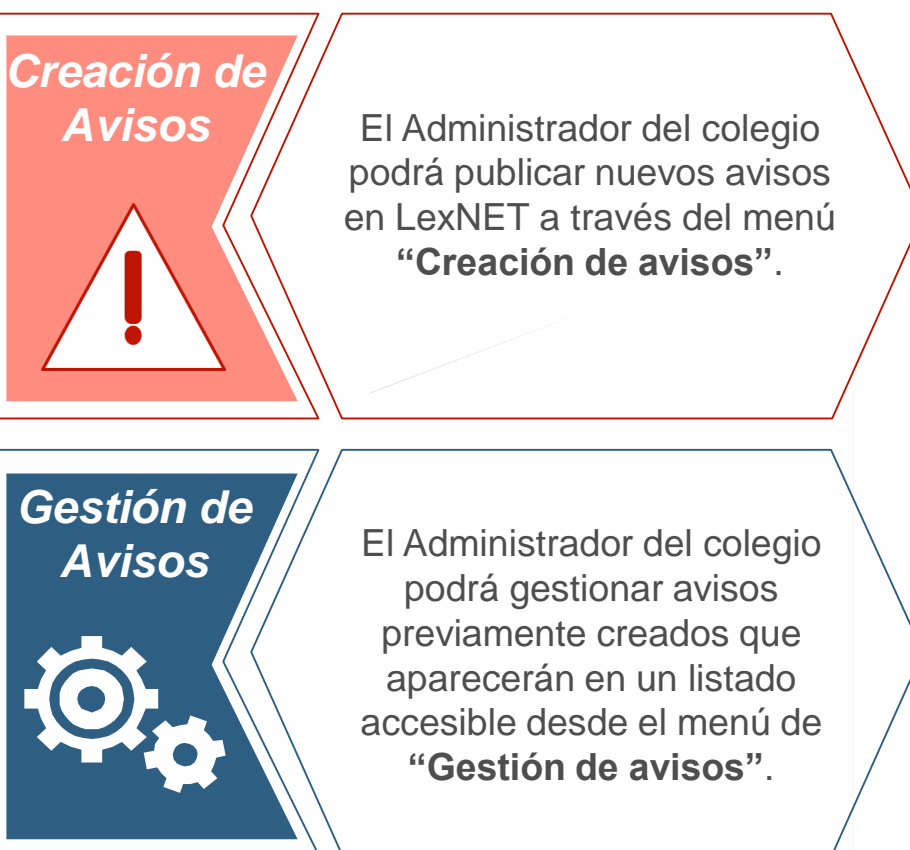 Creación de
Avisos
El Administrador del colegio
podrá publicar nuevos avisos
en LexNET a través del menú
“Creación de avisos”.
Gestión de
Avisos
El Administrador del colegio
podrá gestionar avisos
previamente creados que
aparecerán en un listado
accesible desde el menú de
“Gestión de avisos”.